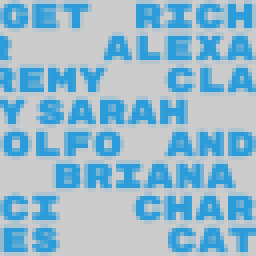 GET RICH
R ALEXA
REMY CLA
Y SARAH
OLFO AND
BRIANA
CI CHAR
ES CAT